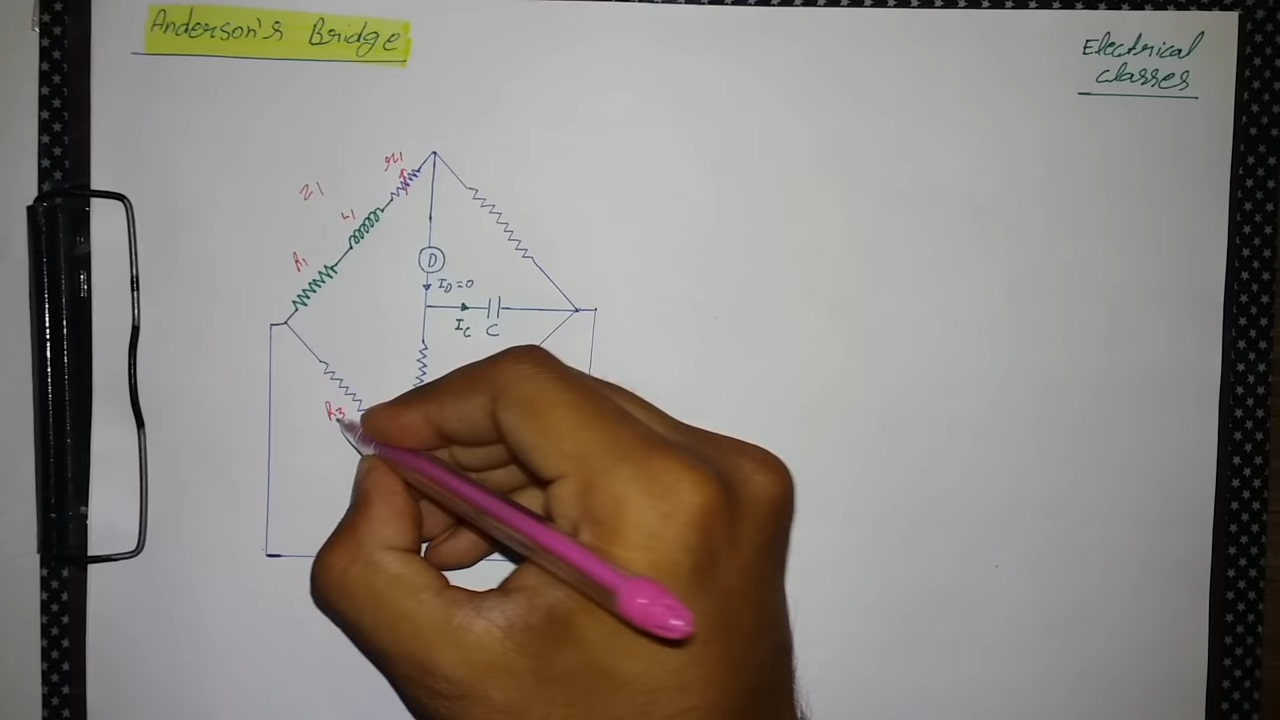 Anderson's Bridge
Electrical
classes
r1
Z1
L1
R1
D
ID=0
IC C
R3